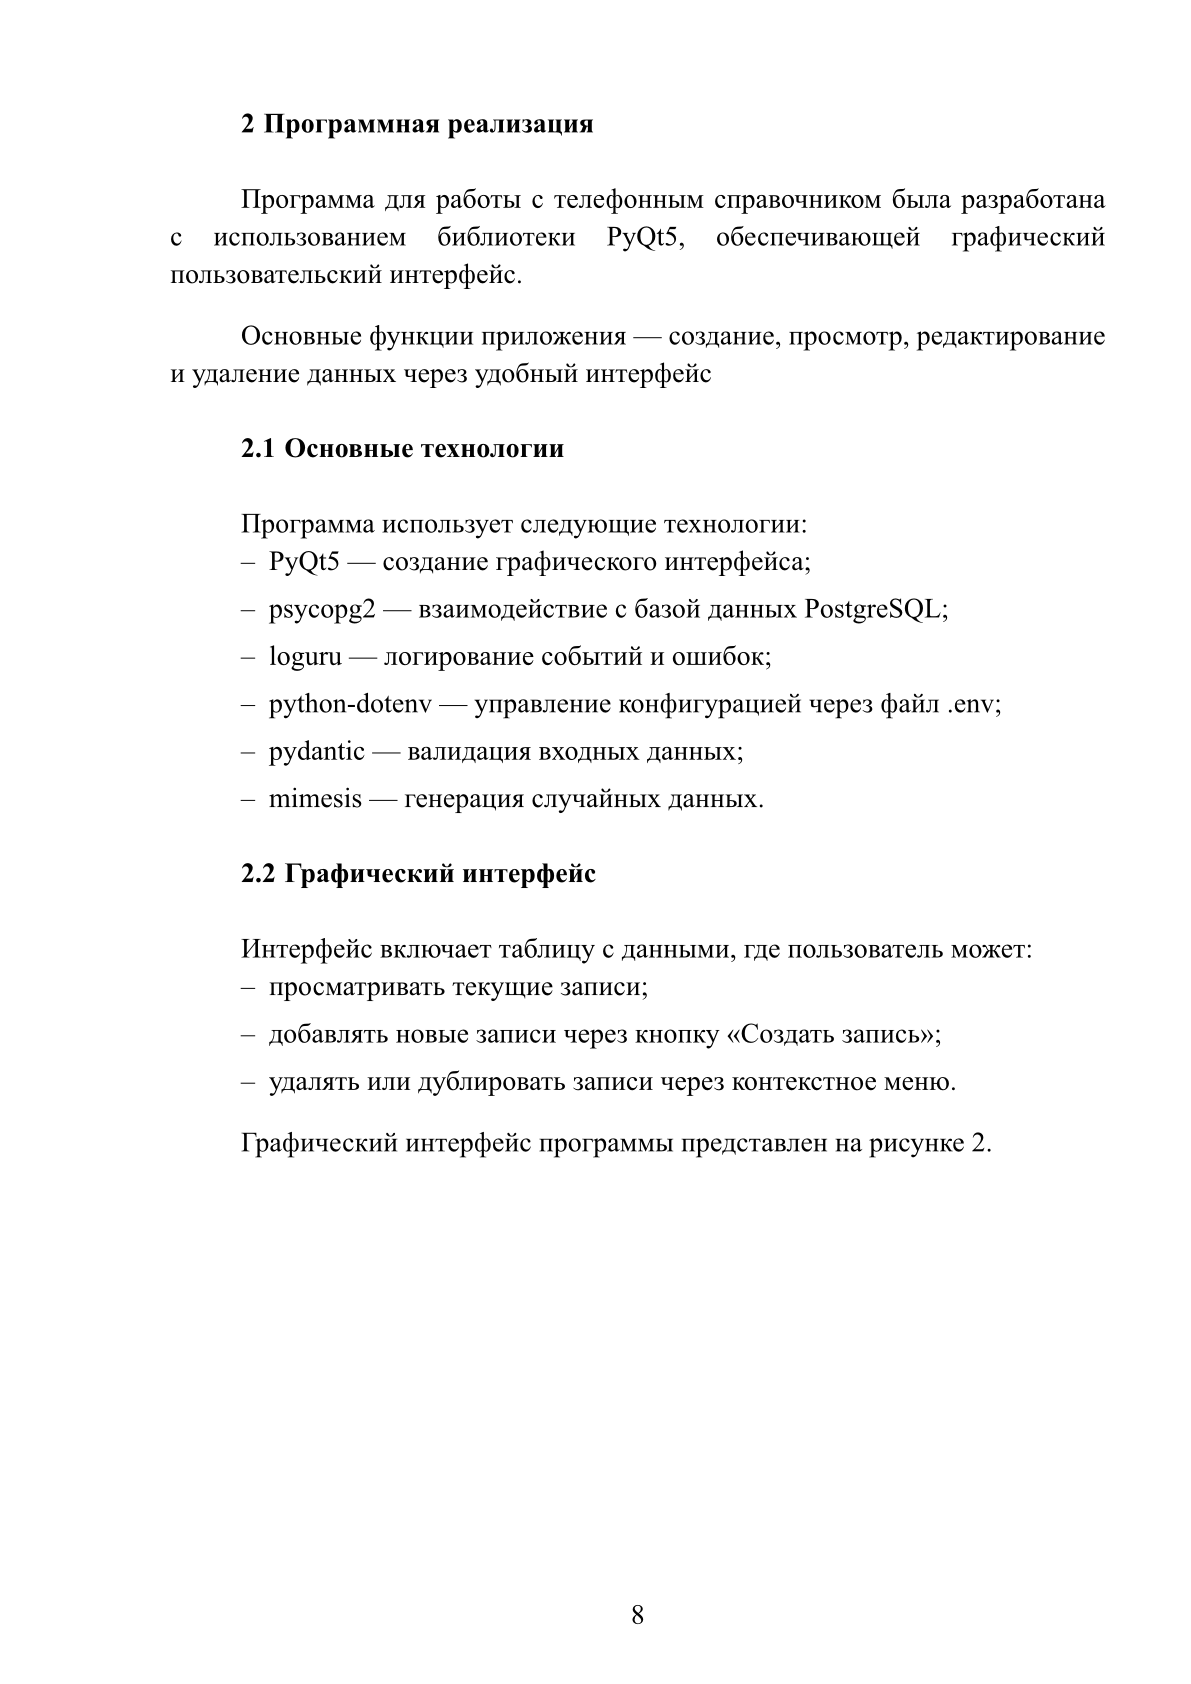 2 Программная реализация
Программа для работы с телефонным справочником была разработана
с использованием библиотеки PyQt5, обеспечивающей графический
пользовательский интерфейс.
Основные функции приложения — создание, просмотр, редактирование
и удаление данных через удобный интерфейс
2.1 Основные технологии
Программа использует следующие технологии:
– PyQt5 — создание графического интерфейса;
– psycopg2 — взаимодействие с базой данных PostgreSQL;
– loguru — логирование событий и ошибок;
– python-dotenv — управление конфигурацией через файл .env;
– pydantic — валидация входных данных;
– mimesis — генерация случайных данных.
2.2 Графический интерфейс
Интерфейс включает таблицу с данными, где пользователь может:
– просматривать текущие записи;
– добавлять новые записи через кнопку «Создать запись»;
– удалять или дублировать записи через контекстное меню.
Графический интерфейс программы представлен на рисунке 2.
8